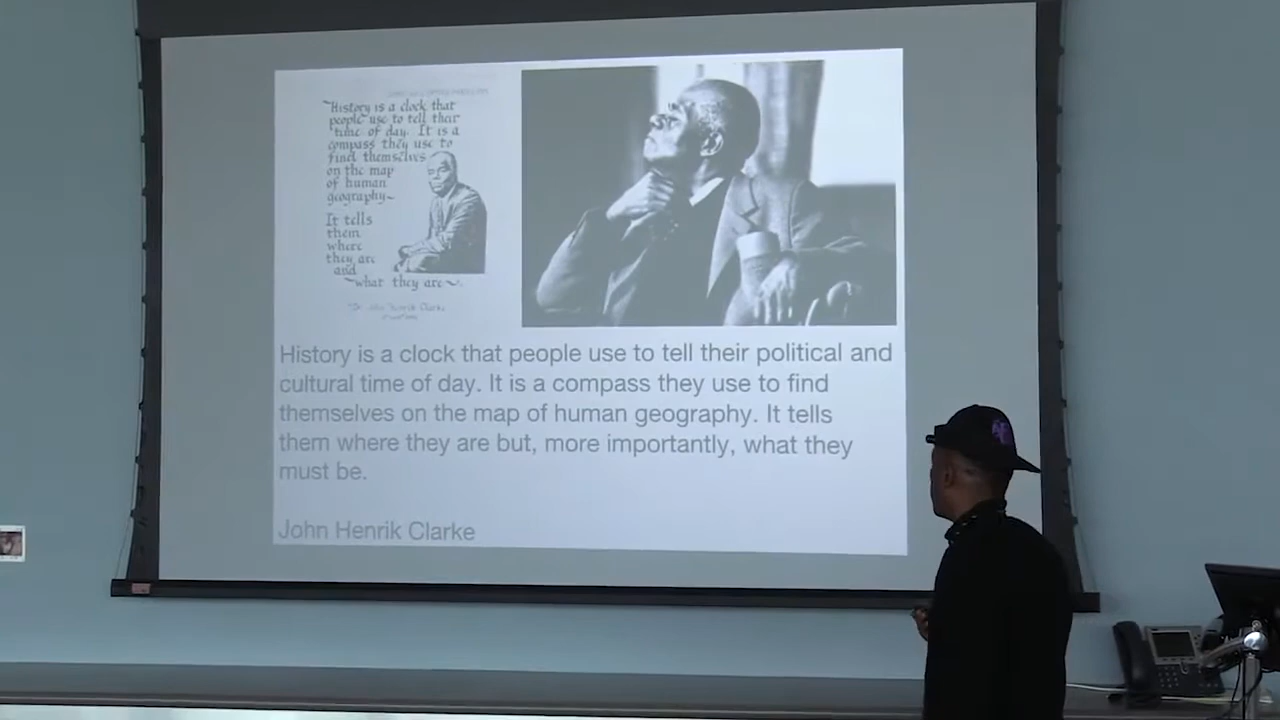 History is a clock that
people use to tell their
time of day. It is a
compass they use to
find themselves
on the map
of human
geography~
It tells
them
where
they are
and
~what they are~.
Dr. John Henrik Clarke
History is a clock that people use to tell their political and
cultural time of day. It is a compass they use to find
themselves on the map of human geography. It tells
them where they are but, more importantly, what they
must be.
John Henrik Clarke